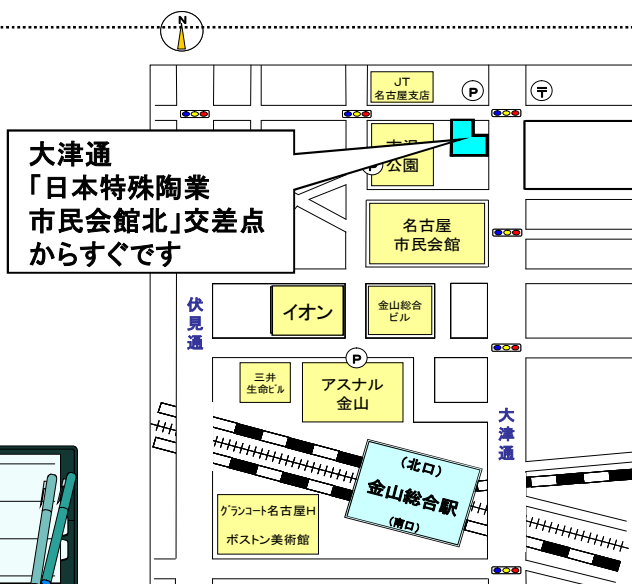 N
JT
名古屋支店
P
〒
大津通
「日本特殊陶業
市民会館北」交差点
からすぐです
公園
P
名古屋
市民会館
伏見通
イオン
金山総合
ビル
P
三井
生命ビル
アスナル
金山
大津通
(北口)
金山総合駅
(南口)
グランコート名古屋H
ボストン美術館